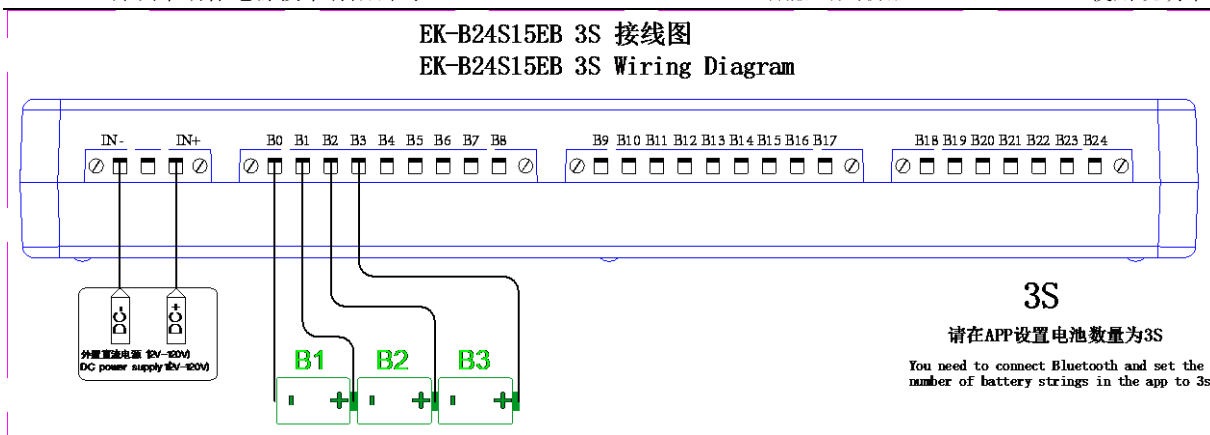 EK-B24S15EB 3S 接线图
EK-B24S15EB 3S Wiring Diagram
IN- IN+ B0 B1 B2 B3 B4 B5 B6 B7 B8 B9 B10 B11 B12 B13 B14 B15 B16 B17 B18 B19 B20 B21 B22 B23 B24
DC- DC+
外置直流电源 12V-120V)
DC power supply 12V-120V)
B1 B2 B3
- + - + - +
3S
请在APP设置电池数量为3S
You need to connect Bluetooth and set the
number of battery strings in the app to 3s